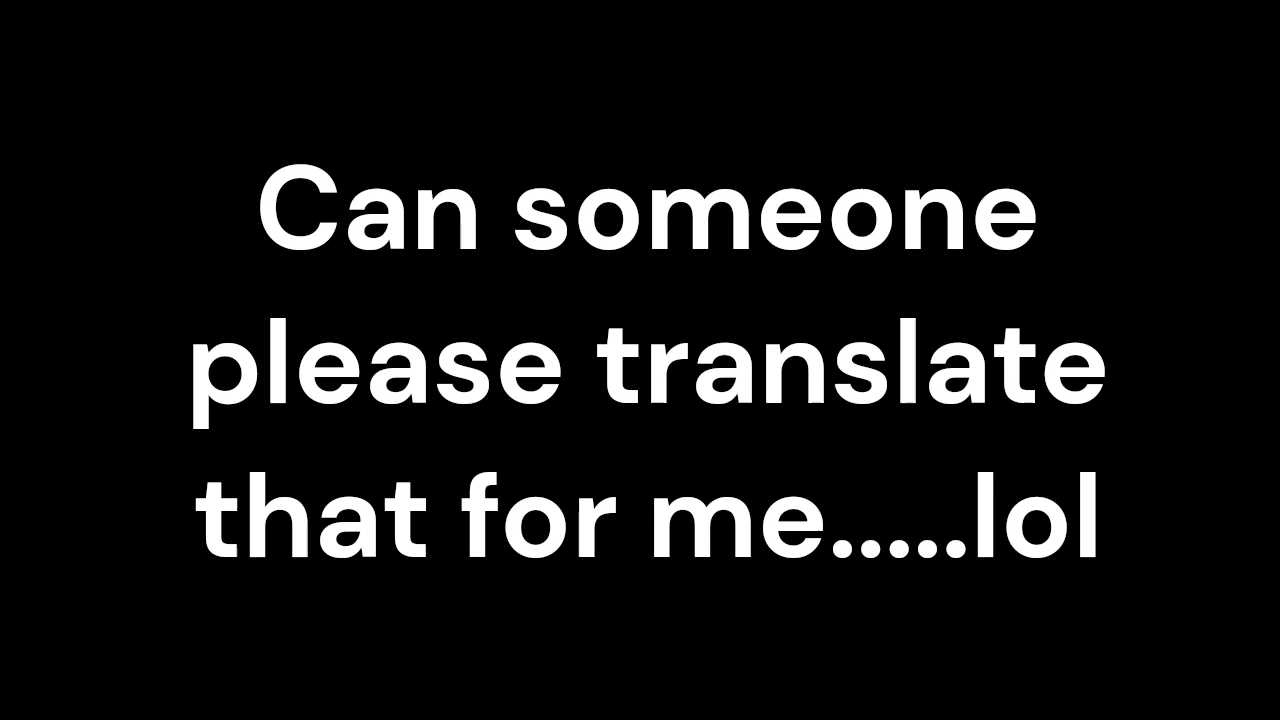 Can someone
please translate
that for me.....lol